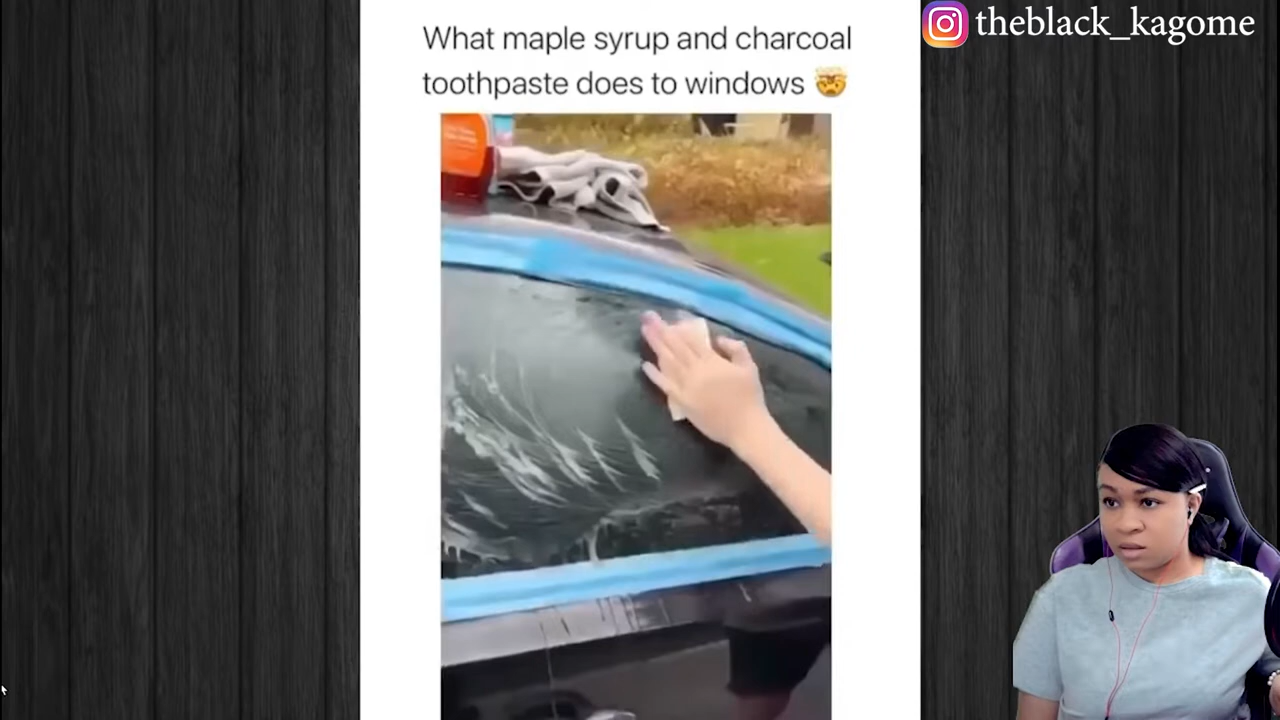 theblack_kagome
What maple syrup and charcoal
toothpaste does to windows 🤯